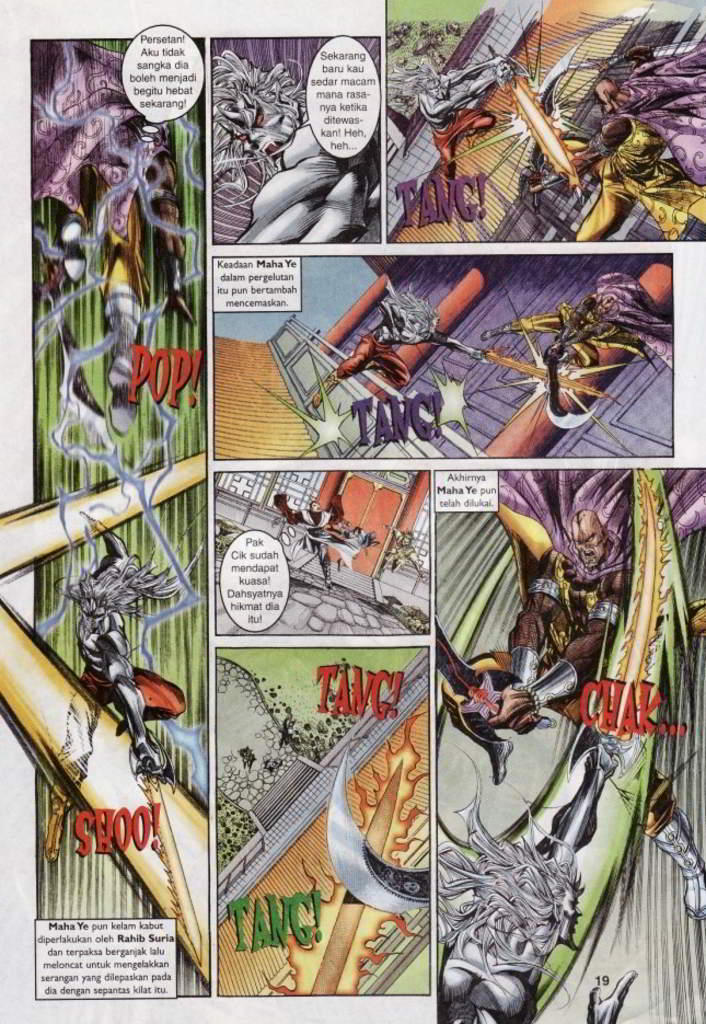 Persetan!
Aku tidak
sangka dia
boleh menjadi
begitu hebat
sekarang!
POP!
SHOO!
Maha Ye pun kelam kabut
diperlakukan oleh Rahib Suria
dan terpaksa berganjak lalu
meloncat untuk mengelakkan
serangan yang dilepaskan pada
dia dengan sepantas kilat itu.
Sekarang
baru kau
sedar macam
mana rasa-
nya ketika
ditewas-
kan! Heh,
heh...
TANG!
Keadaan Maha Ye
dalam pergelutan
itu pun bertambah
mencemaskan.
TANG!
Pak
Cik sudah
mendapat
kuasa!
Dahsyatnya
hikmat dia
itu!
TANG!
TANG!
Akhirnya
Maha Ye pun
telah dilukai.
CHAK...
19